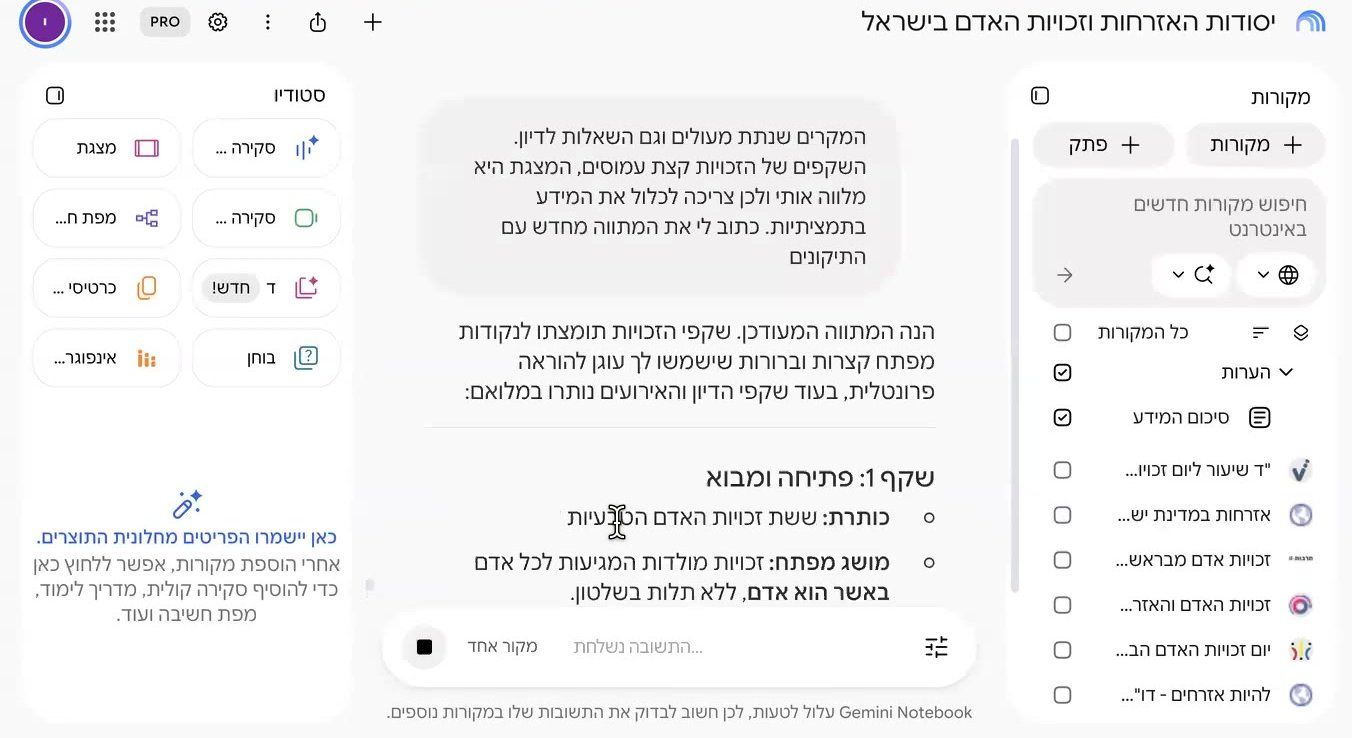 יסודות האזרחות וזכויות האדם בישראל
PRO
י
מקורות
מקורות
פתק
חיפוש מקורות חדשים
באינטרנט
כל המקורות
הערות
סיכום המידע
"ד שיעור ליום זכויו...
אזרחות במדינת יש...
זכויות אדם מבראש...
זכויות האדם והאזר...
יום זכויות האדם הב...
להיות אזרחים - דו"...
המקרים שנתת מעולים וגם השאלות לדיון.
השקפים של הזכויות קצת עמוסים, המצגת היא
מלווה אותי ולכן צריכה לכלול את המידע
בתמציתיות. כתוב לי את המתווה מחדש עם
התיקונים
הנה המתווה המעודכן. שקפי הזכויות תומצתו לנקודות
מפתח קצרות וברורות שישמשו לך עוגן להוראה
פרונטלית, בעוד שקפי הדיון והאירועים נותרו במלואם:
שקף 1: פתיחה ומבוא
כותרת: ששת זכויות האדם הטבעיות
מושג מפתח: זכויות מולדות המגיעות לכל אדם
באשר הוא אדם, ללא תלות בשלטון.
התשובה נשלחת...
מקור אחד
Gemini Notebook עלול לטעות, לכן חשוב לבדוק את התשובות שלו במקורות נוספים.
סטודיו
סקירה ...
מצגת
סקירה ...
מפת ח...
ד
חדש!
כרטיסי ...
בוחן
אינפוגר...
כאן יישמרו הפריטים מחלונית התוצרים.
אחרי הוספת מקורות, אפשר ללחוץ כאן
כדי להוסיף סקירה קולית, מדריך לימוד,
מפת חשיבה ועוד.